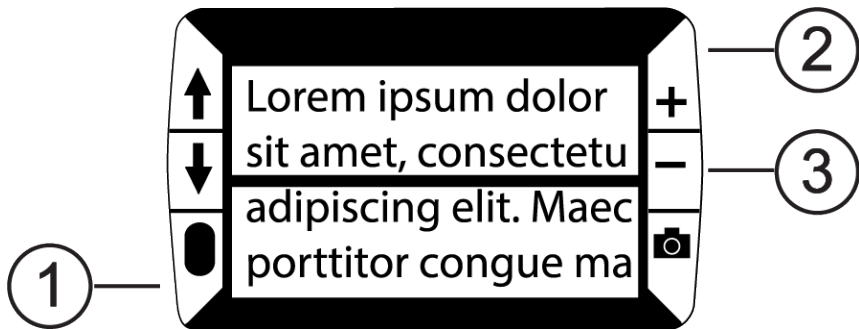 2
Lorem ipsum dolor
+
sit amet, consectetu
−
3
adipiscing elit. Maec
porttitor congue ma
1